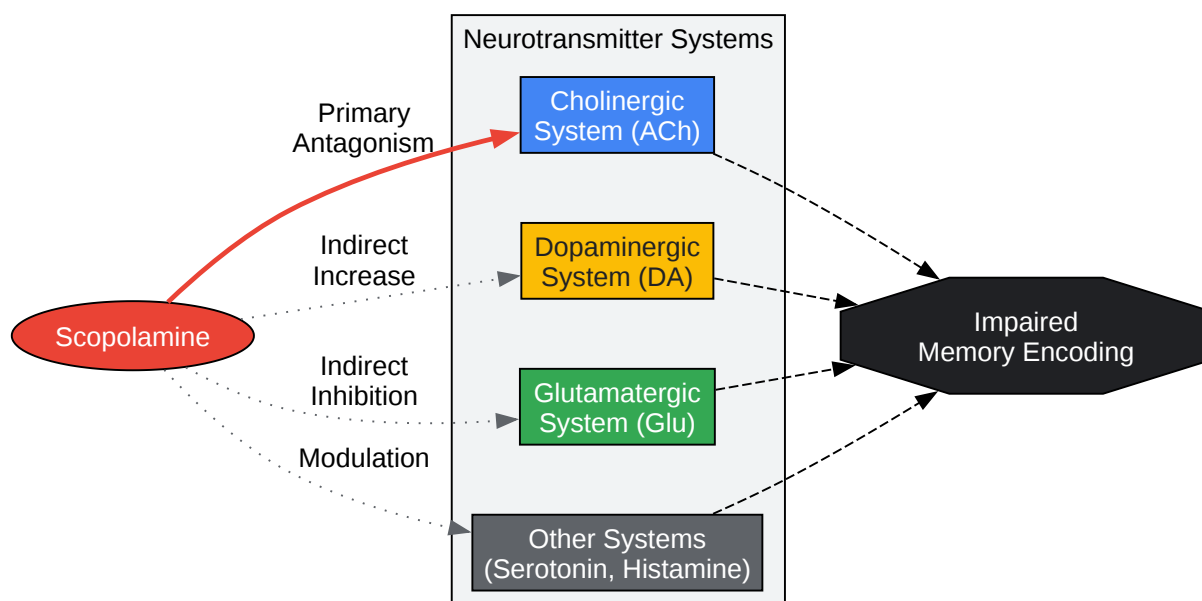 Neurotransmitter Systems
Primary
Antagonism
Cholinergic
System (ACh)
Indirect
Increase
Dopaminergic
System (DA)
Scopolamine
Impaired
Memory Encoding
Indirect
Inhibition
Glutamatergic
System (Glu)
Modulation
Other Systems
(Serotonin, Histamine)